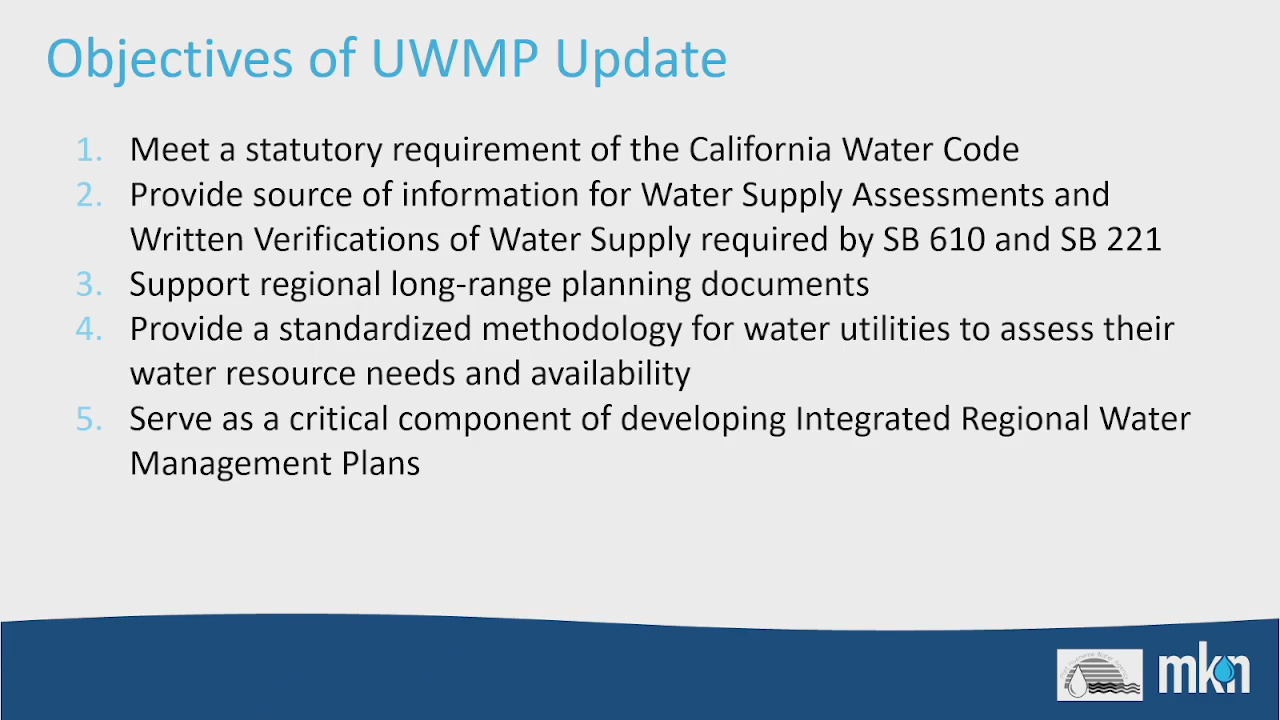 Objectives of UWMP Update
1. Meet a statutory requirement of the California Water Code
2. Provide source of information for Water Supply Assessments and
Written Verifications of Water Supply required by SB 610 and SB 221
3. Support regional long-range planning documents
4. Provide a standardized methodology for water utilities to assess their
water resource needs and availability
5. Serve as a critical component of developing Integrated Regional Water
Management Plans
mkn